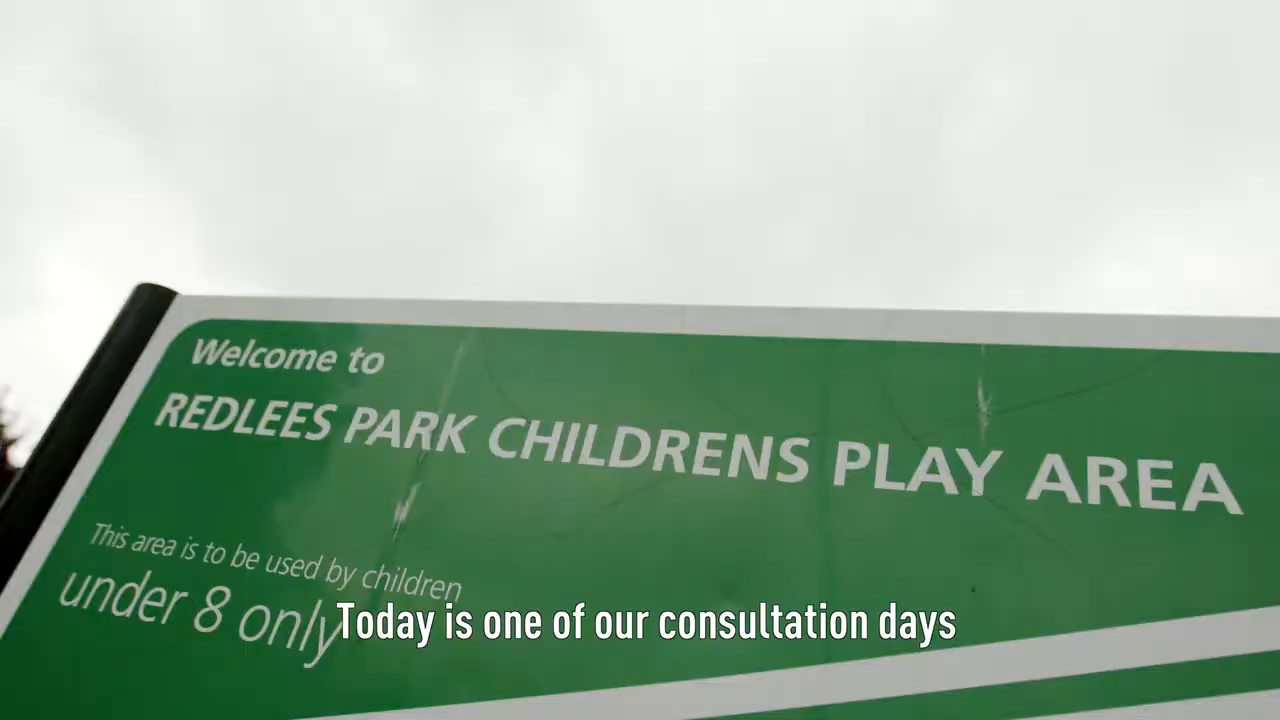 Welcome to
REDLEES PARK CHILDRENS PLAY AREA
This area is to be used by children
under 8 only
Today is one of our consultation days